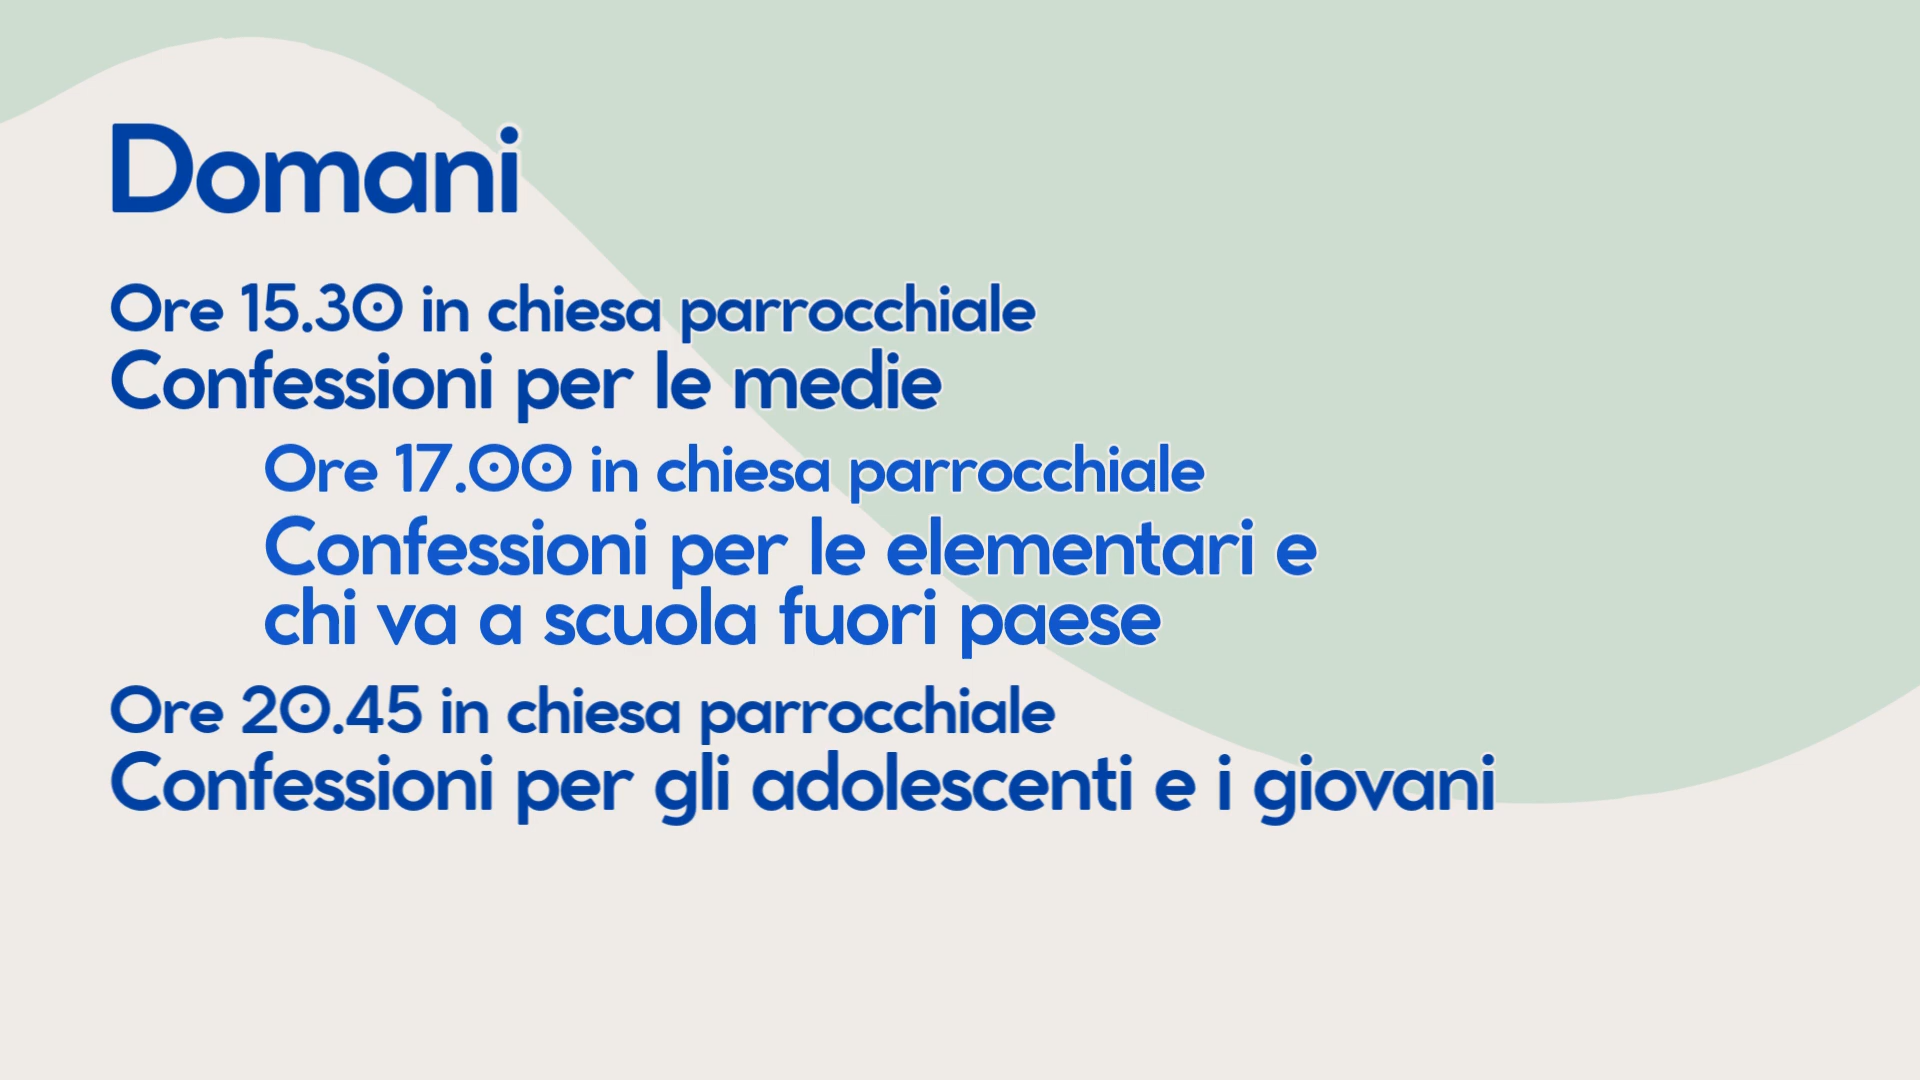 Domani
Ore 15.30 in chiesa parrocchiale
Confessioni per le medie
Ore 17.00 in chiesa parrocchiale
Confessioni per le elementari e
chi va a scuola fuori paese
Ore 20.45 in chiesa parrocchiale
Confessioni per gli adolescenti e i giovani